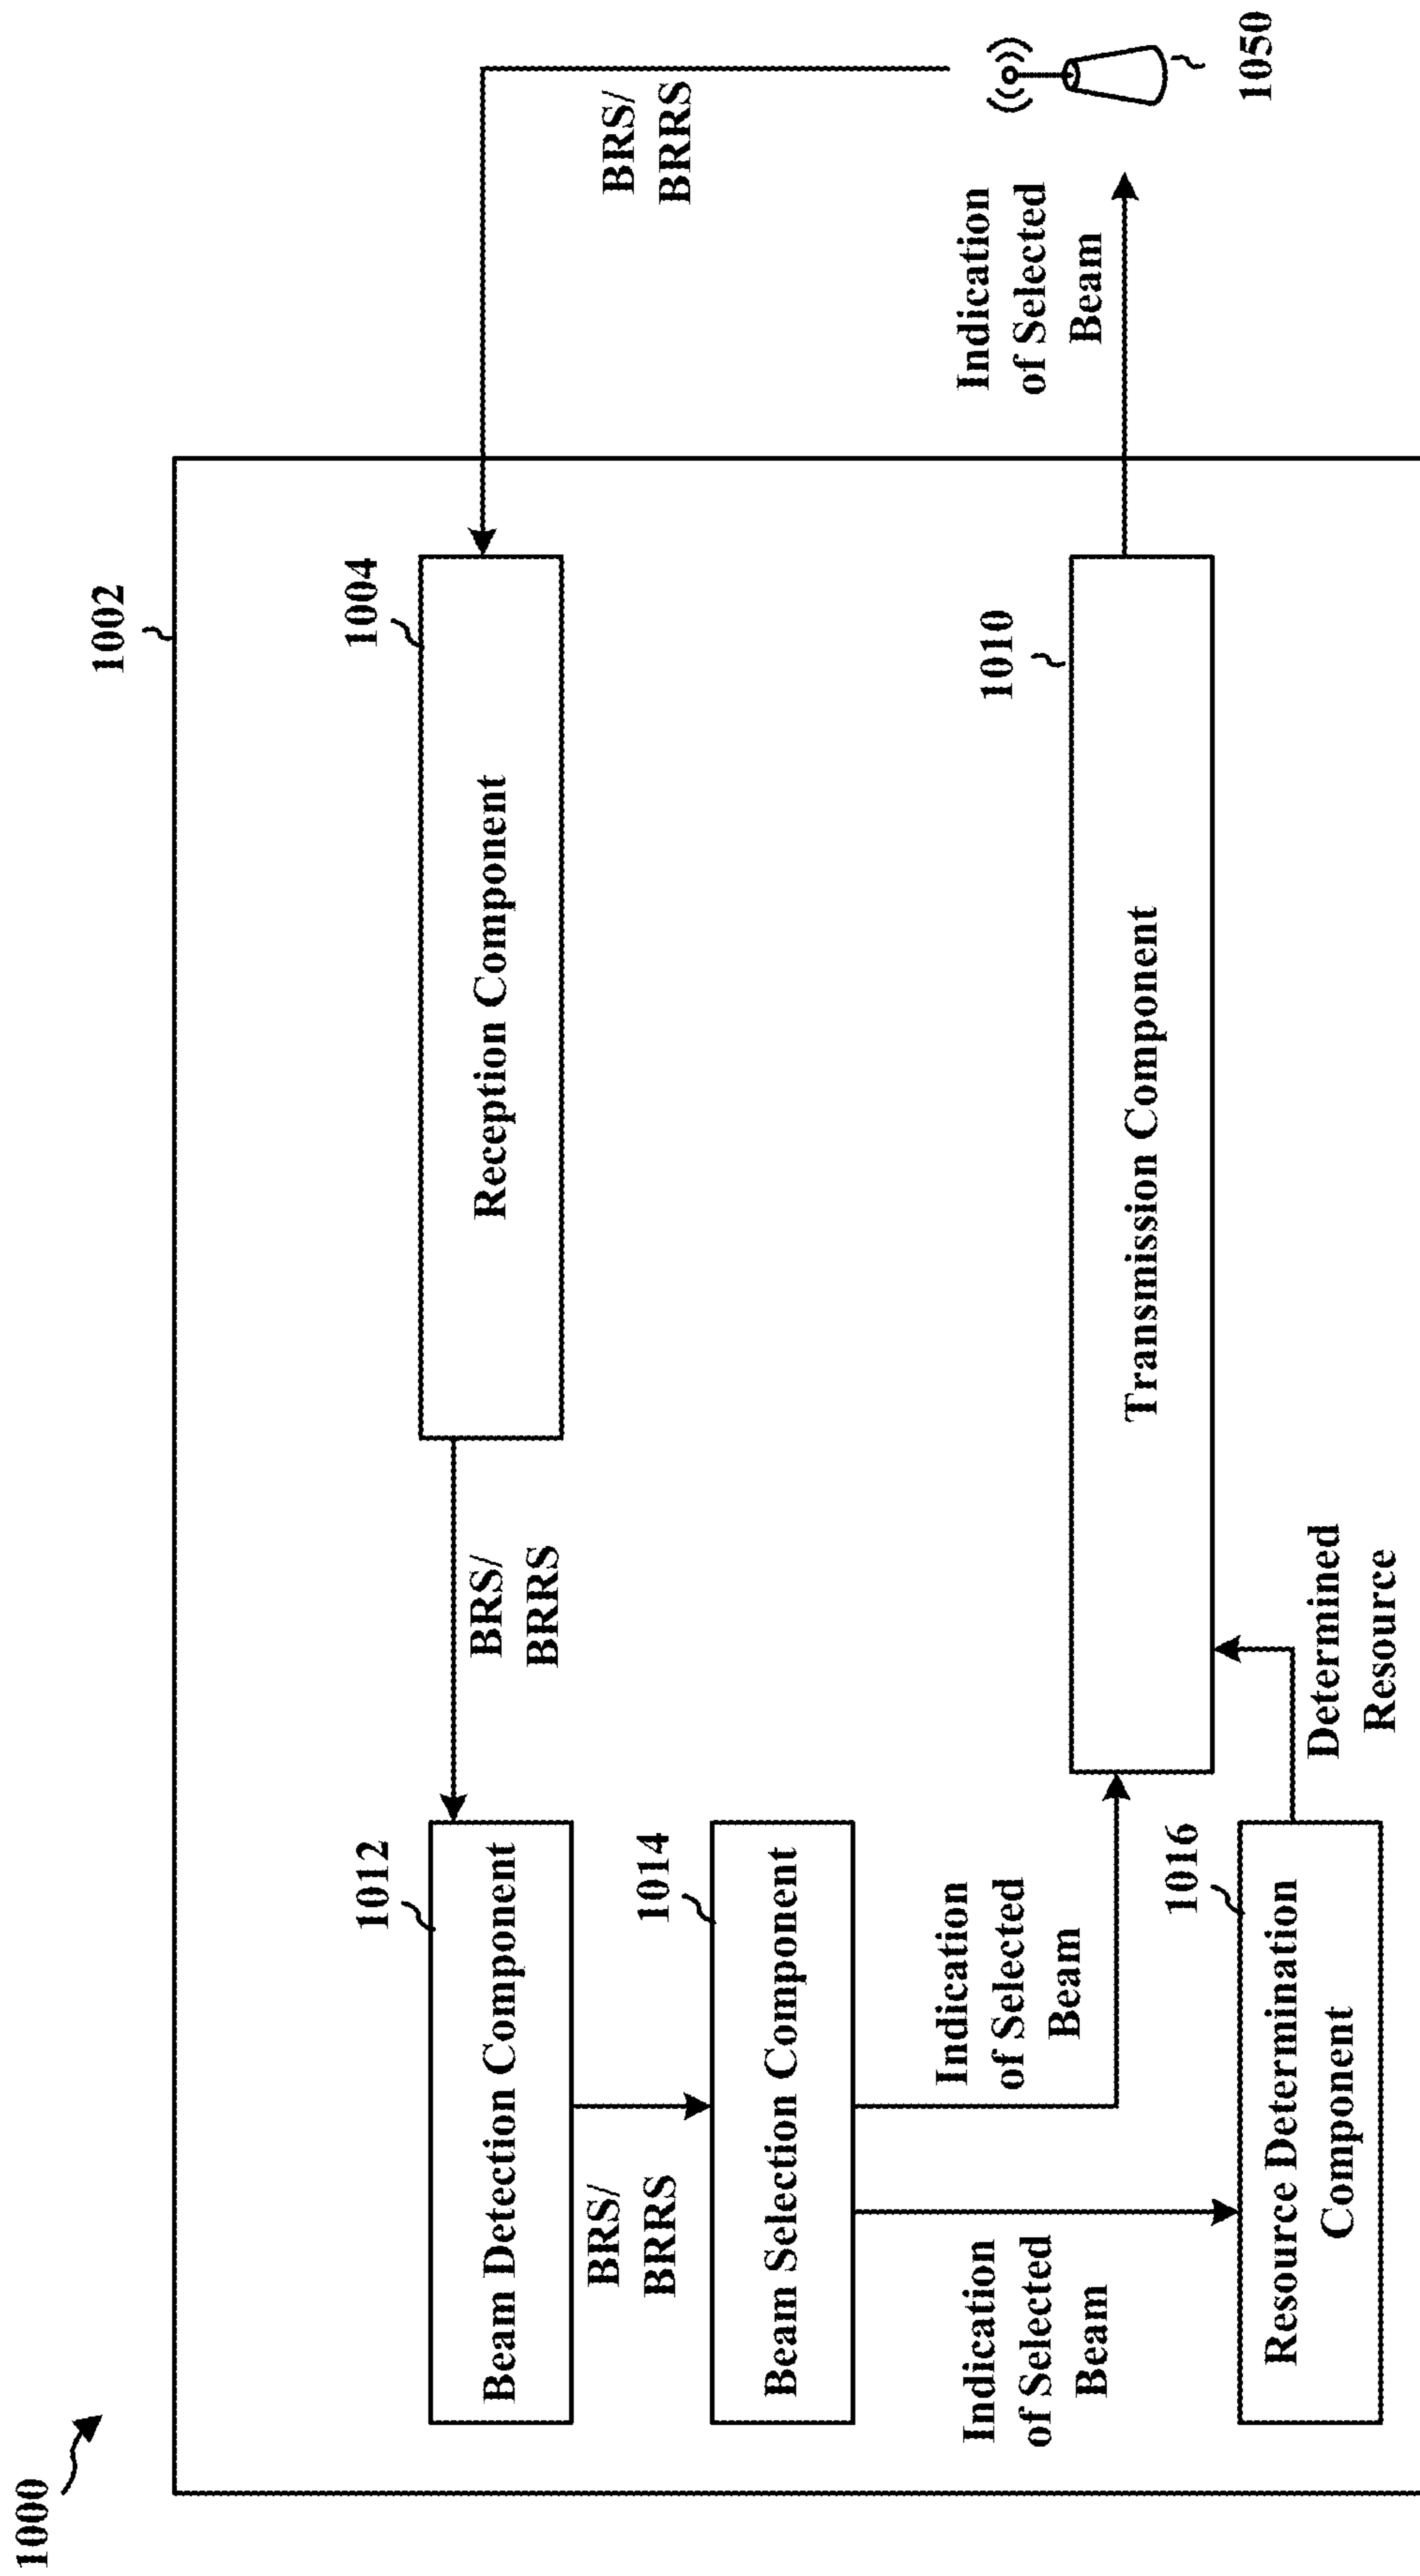 1000
1002
1004
Reception Component
BRS/
BRRS
BRS/
BRRS
1012
Beam Detection Component
BRS/
BRRS
1014
Beam Selection Component
Indication
of Selected
Beam
Indication
of Selected
Beam
1016
Resource Determination
Component
Determined
Resource
1010
Transmission Component
Indication
of Selected
Beam
1050